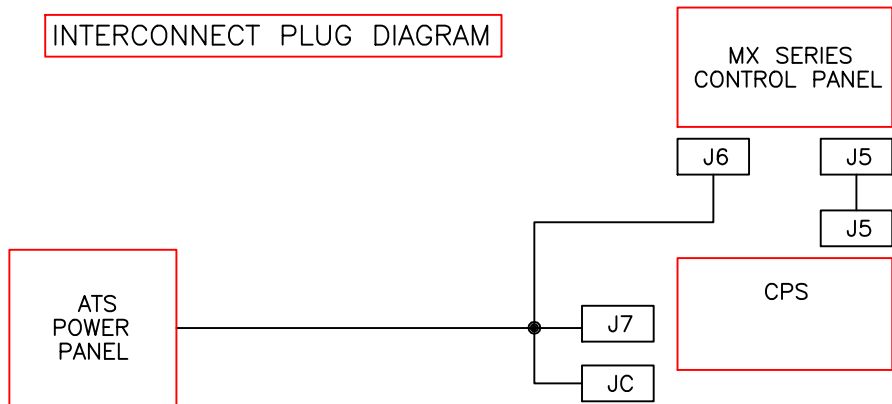 INTERCONNECT PLUG DIAGRAM
MX SERIES
CONTROL PANEL
J6
J5
J5
CPS
ATS
POWER
PANEL
J7
JC